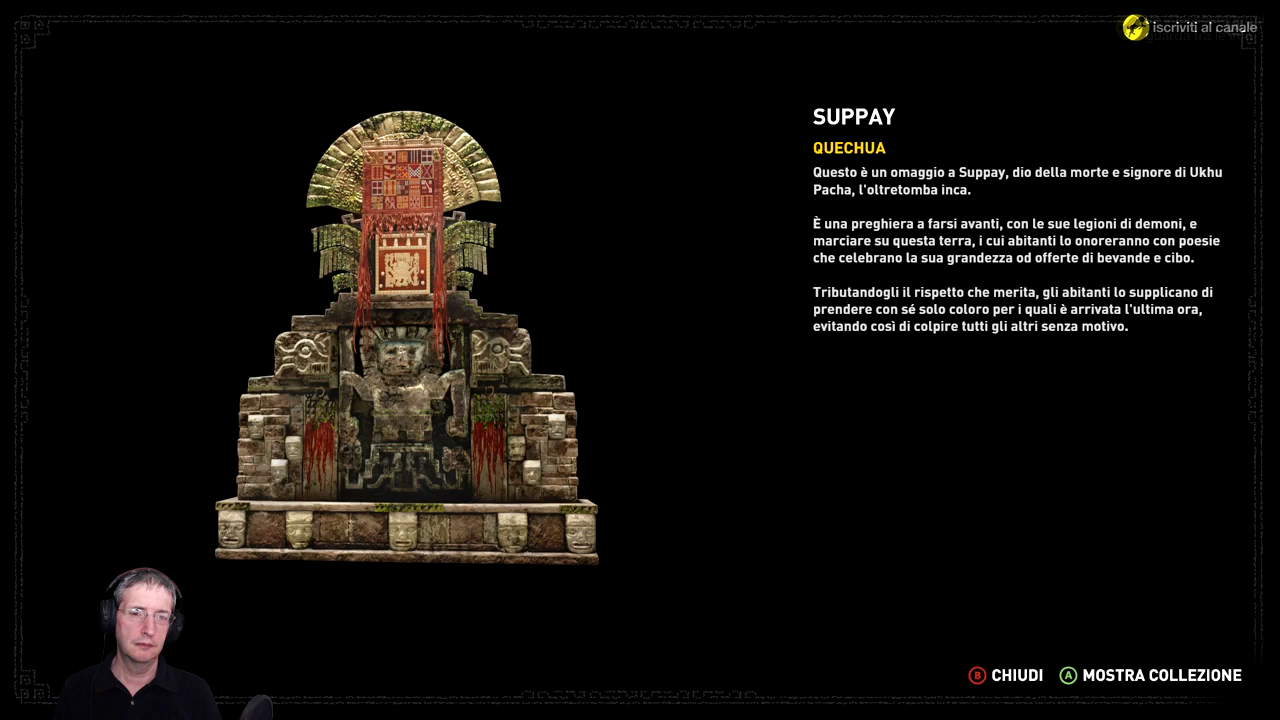 iscriviti al canale
SUPPAY
QUECHUA
Questo è un omaggio a Suppay, dio della morte e signore di Ukhu
Pacha, l'oltretomba inca.
È una preghiera a farsi avanti, con le sue legioni di demoni, e
marciare su questa terra, i cui abitanti lo onoreranno con poesie
che celebrano la sua grandezza od offerte di bevande e cibo.
Tributandogli il rispetto che merita, gli abitanti lo supplicano di
prendere con sé solo coloro per i quali è arrivata l'ultima ora,
evitando così di colpire tutti gli altri senza motivo.
B CHIUDI A MOSTRA COLLEZIONE